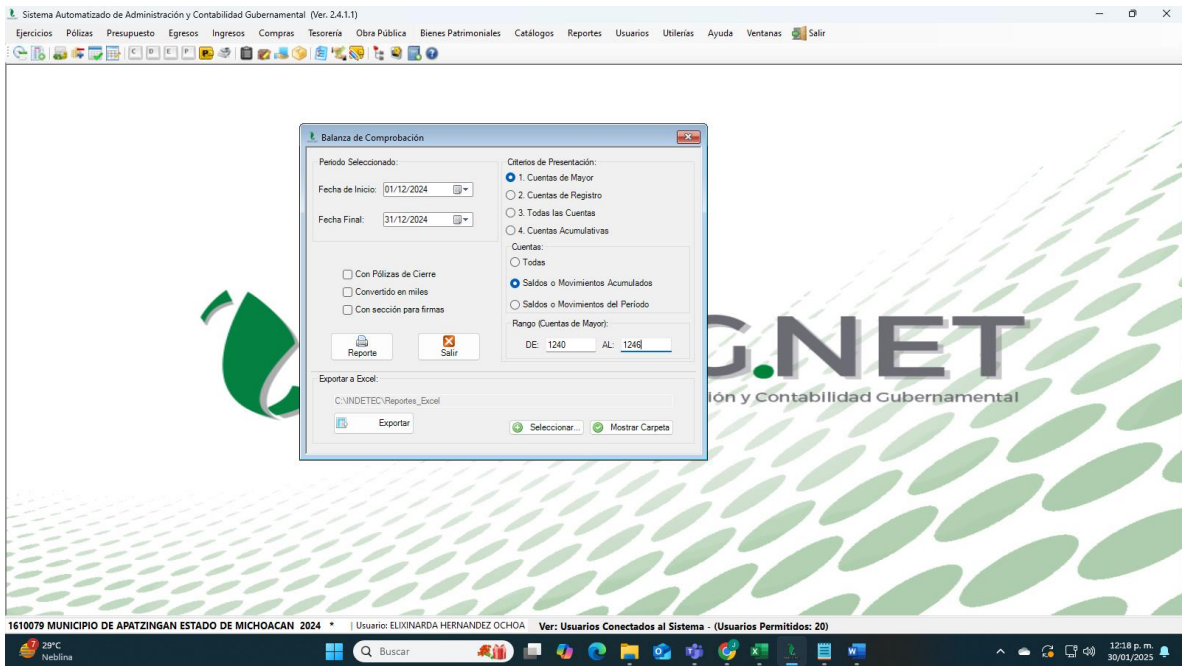 Sistema Automatizado de Administración y Contabilidad Gubernamental (Ver. 2.4.1.1)
Ejercicios Pólizas Presupuesto Egresos Ingresos Compras Tesorería Obra Pública Bienes Patrimoniales Catálogos Reportes Usuarios Utilerías Ayuda Ventanas Salir
C D E P P
Balanza de Comprobación
Periodo Seleccionado:
Fecha de Inicio: 01/12/2024
Fecha Final: 31/12/2024
Con Pólizas de Cierre
Convertido en miles
Con sección para firmas
Reporte Salir
Criterios de Presentación:
1. Cuentas de Mayor
2. Cuentas de Registro
3. Todas las Cuentas
4. Cuentas Acumulativas
Cuentas:
Todas
Saldos o Movimientos Acumulados
Saldos o Movimientos del Período
Rango (Cuentas de Mayor):
DE: 1240 AL: 1246
Exportar a Excel:
C:\INDETEC\Reportes_Excel
Exportar Seleccionar... Mostrar Carpeta
G.NET
ión y Contabilidad Gubernamental
1610079 MUNICIPIO DE APATZINGAN ESTADO DE MICHOACAN 2024 * | Usuario: ELIXINARDA HERNANDEZ OCHOA Ver: Usuarios Conectados al Sistema - (Usuarios Permitidos: 20)
7 29°C
Neblina
Buscar
12:18 p. m.
30/01/2025